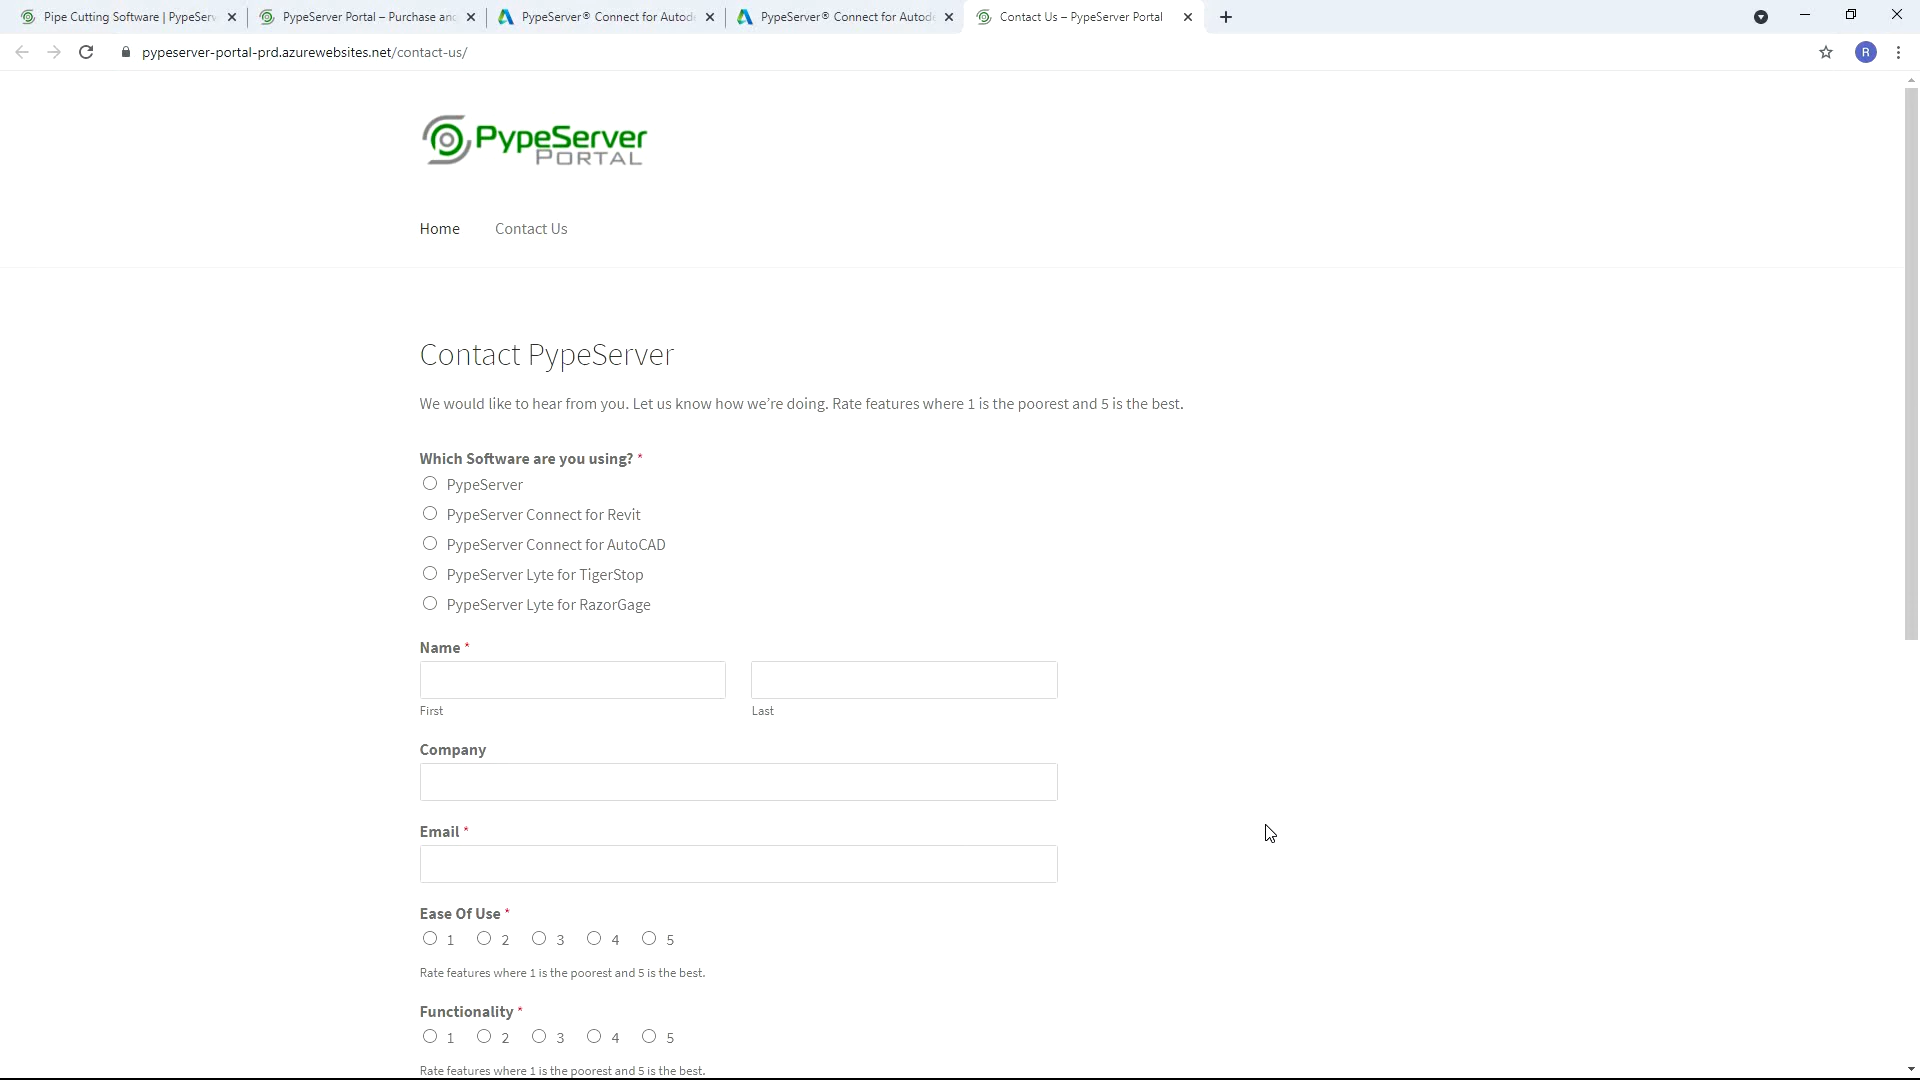 Pipe Cutting Software | PypeSer
PypeServer Portal – Purchase an
PypeServer® Connect for Autod
PypeServer® Connect for Autod
Contact Us – PypeServer Portal
pypeserver-portal-prd.azurewebsites.net/contact-us/
R
PypeServer
PORTAL
Home
Contact Us
Contact PypeServer
We would like to hear from you. Let us know how we're doing. Rate features where 1 is the poorest and 5 is the best.
Which Software are you using? *
PypeServer
PypeServer Connect for Revit
PypeServer Connect for AutoCAD
PypeServer Lyte for TigerStop
PypeServer Lyte for RazorGage
Name *
First
Last
Company
Email *
Ease Of Use *
1 2 3 4 5
Rate features where 1 is the poorest and 5 is the best.
Functionality *
1 2 3 4 5
Rate features where 1 is the poorest and 5 is the best.